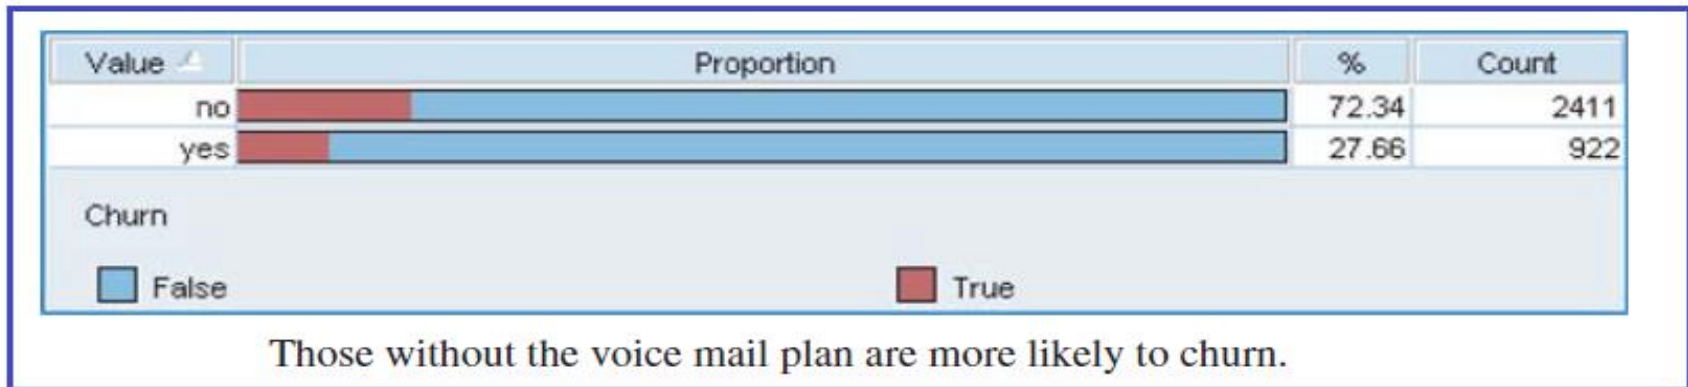 Value Proportion % Count
no 72.34 2411
yes 27.66 922
Churn
False True
Those without the voice mail plan are more likely to churn.